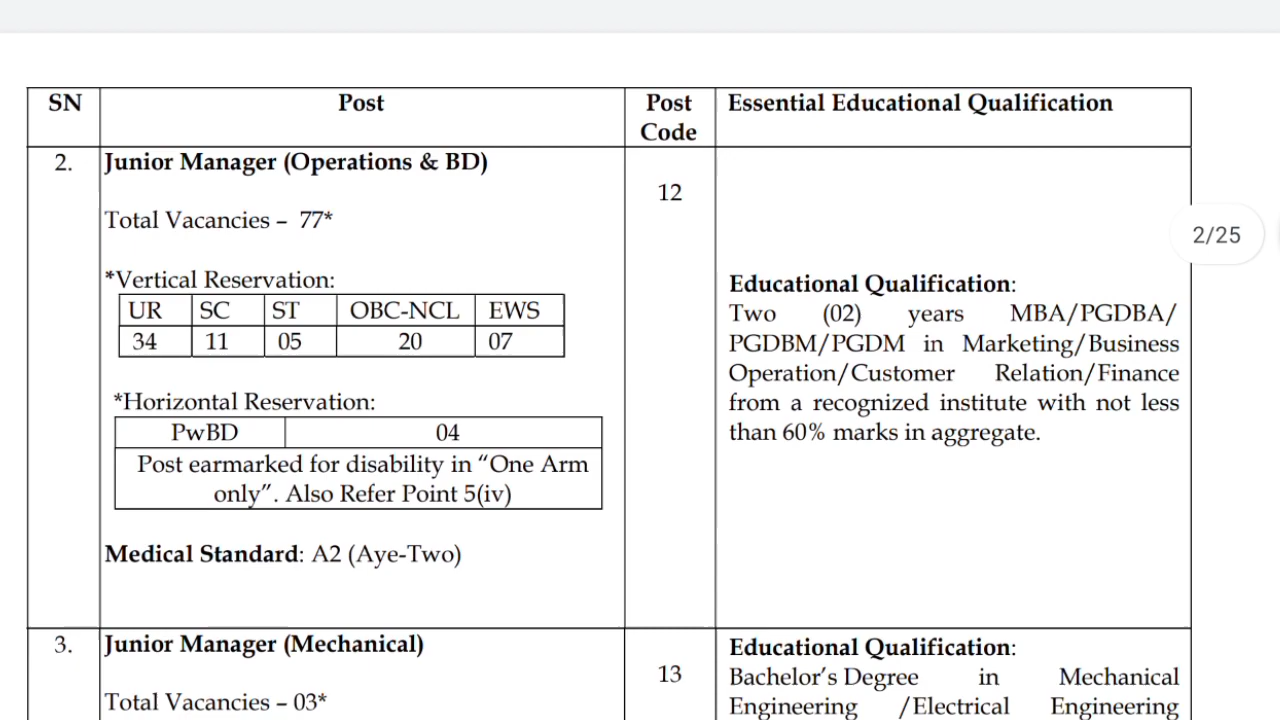 SN Post Post Code Essential Educational Qualification
2. Junior Manager (Operations & BD)
12
Total Vacancies – 77*
2/25
*Vertical Reservation:
UR SC ST OBC-NCL EWS
34 11 05 20 07
*Horizontal Reservation:
PwBD 04
Post earmarked for disability in “One Arm
only”. Also Refer Point 5(iv)
Medical Standard: A2 (Aye-Two)
Educational Qualification:
Two (02) years MBA/PGDBA/
PGDBM/PGDM in Marketing/Business
Operation/Customer Relation/Finance
from a recognized institute with not less
than 60% marks in aggregate.
3. Junior Manager (Mechanical)
Total Vacancies – 03*
13
Educational Qualification:
Bachelor’s Degree in Mechanical
Engineering /Electrical Engineering